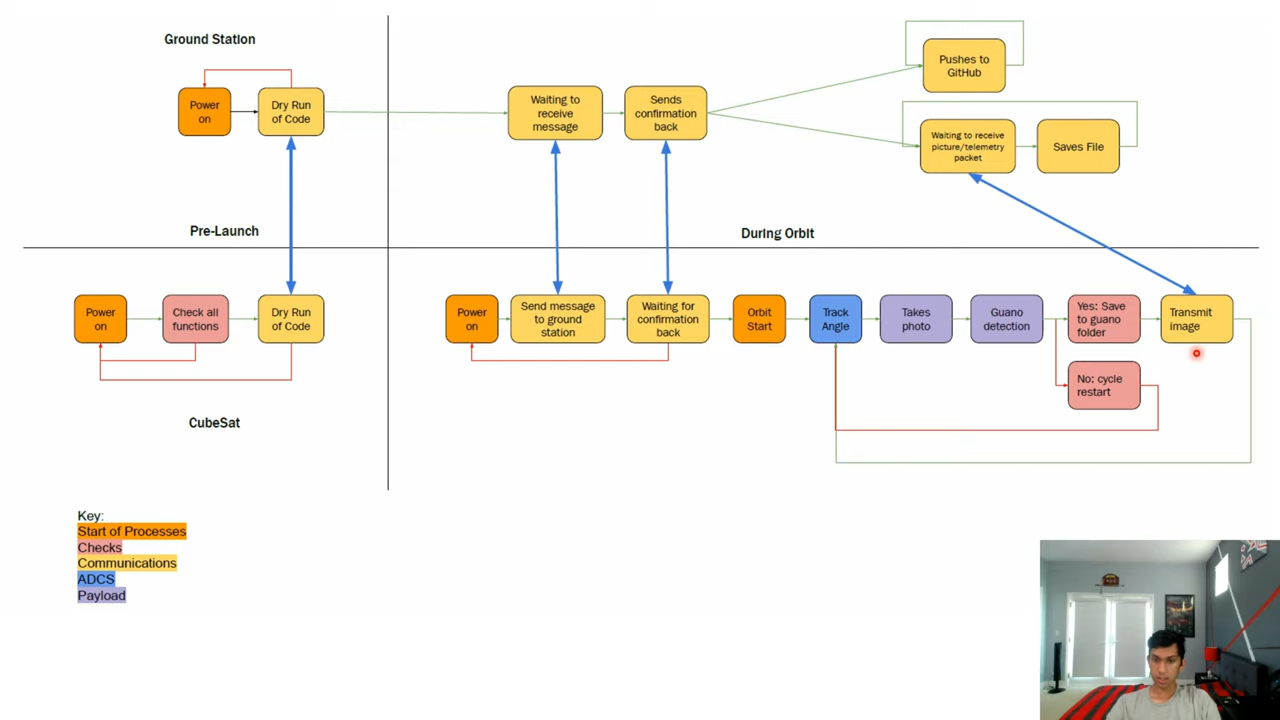 Ground Station
Power
on
Dry Run
of Code
Waiting to
receive
message
Sends
confirmation
back
Pushes to
GitHub
Waiting to receive
picture/telemetry
packet
Saves File
Pre-Launch
During Orbit
Power
on
Check all
functions
Dry Run
of Code
Power
on
Send message
to ground
station
Waiting for
confirmation
back
Orbit
Start
Track
Angle
Takes
photo
Guano
detection
Yes: Save
to guano
folder
Transmit
image
No: cycle
restart
CubeSat
Key:
Start of Processes
Checks
Communications
ADCS
Payload